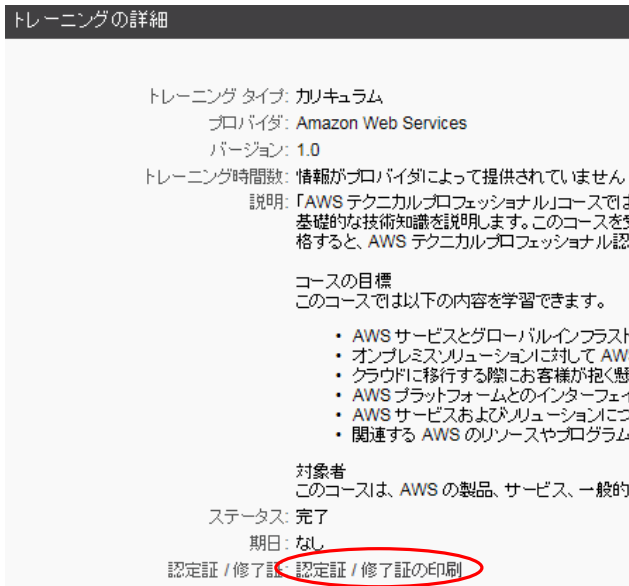 トレーニングの詳細
トレーニング タイプ: カリキュラム
プロバイダ: Amazon Web Services
バージョン: 1.0
トレーニング時間数: 情報がプロバイダによって提供されていません
説明: 「AWS テクニカルプロフェッショナル」コースでは
基礎的な技術知識を説明します。このコースを受
格すると、AWS テクニカルプロフェッショナル認
コースの目標
このコースでは以下の内容を学習できます。
• AWS サービスとグローバルインフラスト
• オンプレミスソリューションに対して AW
• クラウドに移行する際にお客様が抱く懸
• AWS プラットフォームとのインターフェイ
• AWS サービスおよびソリューションにつ
• 関連する AWS のリソースやプログラム
対象者
このコースは、AWS の製品、サービス、一般的
ステータス: 完了
期日: なし
認定証 / 修了証: 認定証 / 修了証の印刷